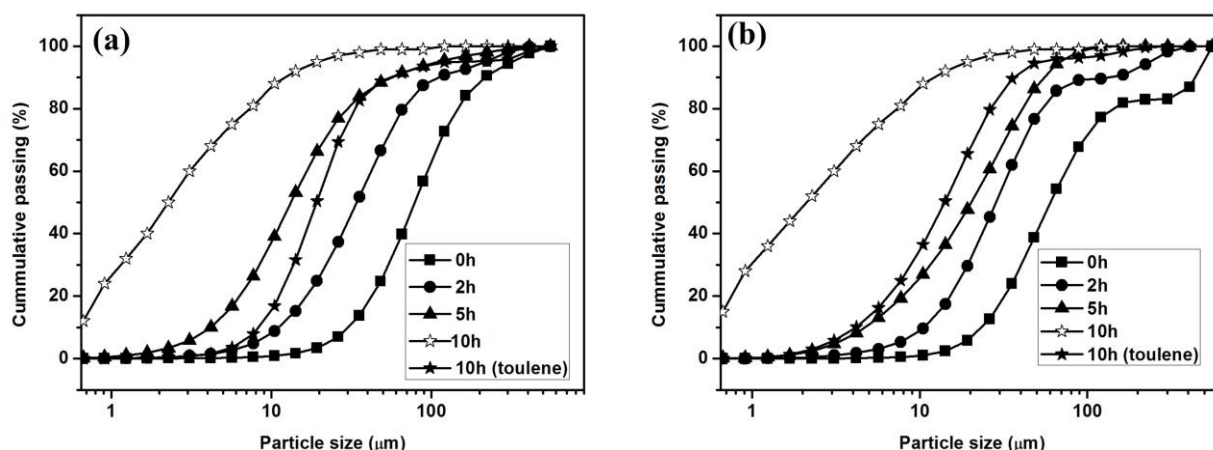 (a)
Cummulative passing (%)
100
80
60
40
20
0
0h
2h
5h
10h
10h (toulene)
1
10
100
Particle size (μm)
(b)
Cummulative passing (%)
100
80
60
40
20
0
0h
2h
5h
10h
10h (toulene)
1
10
100
Particle size (μm)